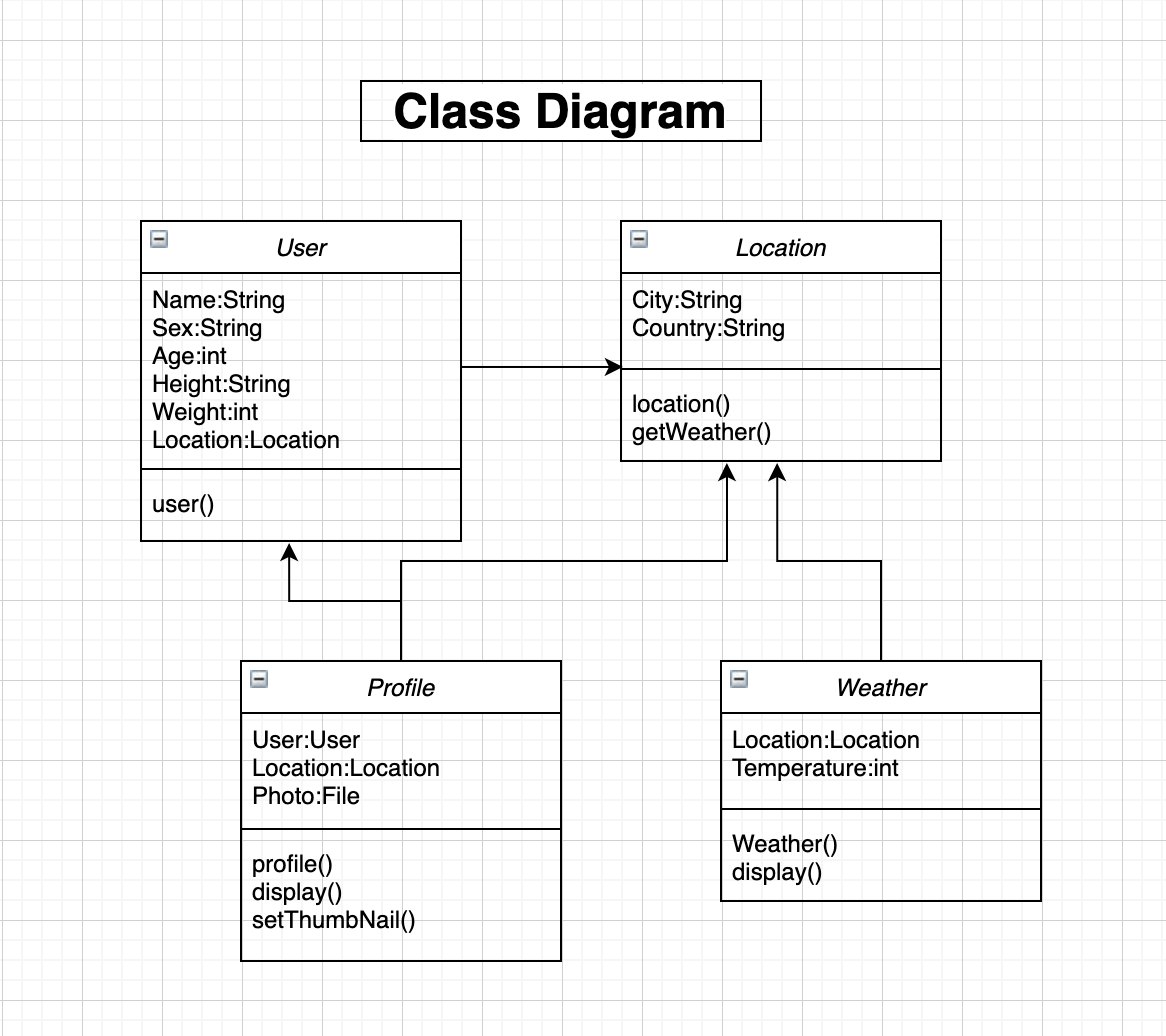 Class Diagram
User
Name:String
Sex:String
Age:int
Height:String
Weight:int
Location:Location
user()
Location
City:String
Country:String
location()
getWeather()
Profile
User:User
Location:Location
Photo:File
profile()
display()
setThumbNail()
Weather
Location:Location
Temperature:int
Weather()
display()